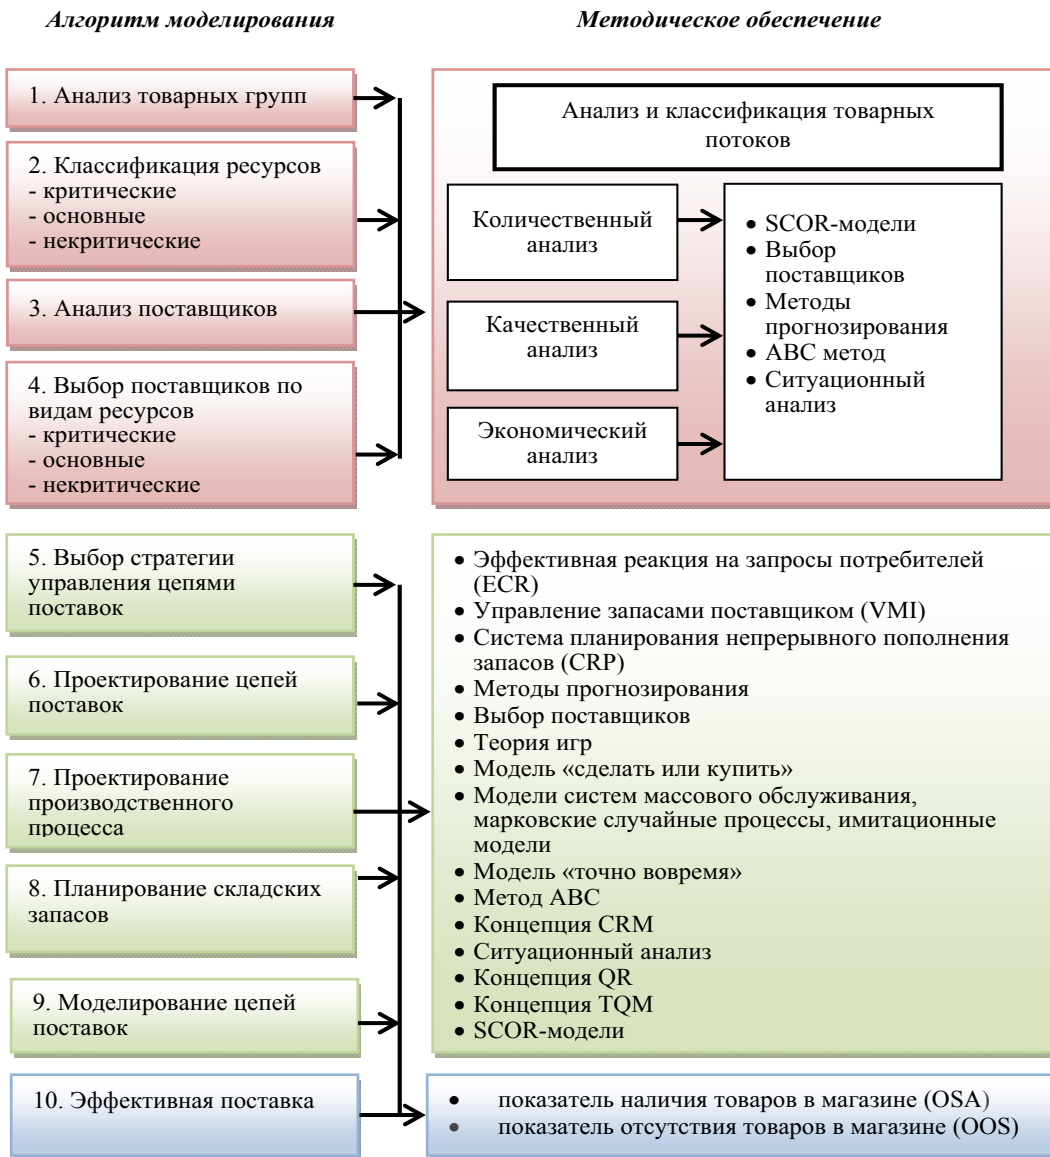 Алгоритм моделирования
Методическое обеспечение
1. Анализ товарных групп
2. Классификация ресурсов
- критические
- основные
- некритические
3. Анализ поставщиков
4. Выбор поставщиков по
видам ресурсов
- критические
- основные
- некритические
Анализ и классификация товарных
потоков
Количественный
анализ
Качественный
анализ
Экономический
анализ
• SCOR-модели
• Выбор
поставщиков
• Методы
прогнозирования
• ABC метод
• Ситуационный
анализ
5. Выбор стратегии
управления цепями
поставок
6. Проектирование цепей
поставок
7. Проектирование
производственного
процесса
8. Планирование складских
запасов
9. Моделирование цепей
поставок
• Эффективная реакция на запросы потребителей
(ECR)
• Управление запасами поставщиком (VMI)
• Система планирования непрерывного пополнения
запасов (CRP)
• Методы прогнозирования
• Выбор поставщиков
• Теория игр
• Модель «сделать или купить»
• Модели систем массового обслуживания,
марковские случайные процессы, имитационные
модели
• Модель «точно вовремя»
• Метод ABC
• Концепция CRM
• Ситуационный анализ
• Концепция QR
• Концепция TQM
• SCOR-модели
10. Эффективная поставка
• показатель наличия товаров в магазине (OSA)
• показатель отсутствия товаров в магазине (OOS)